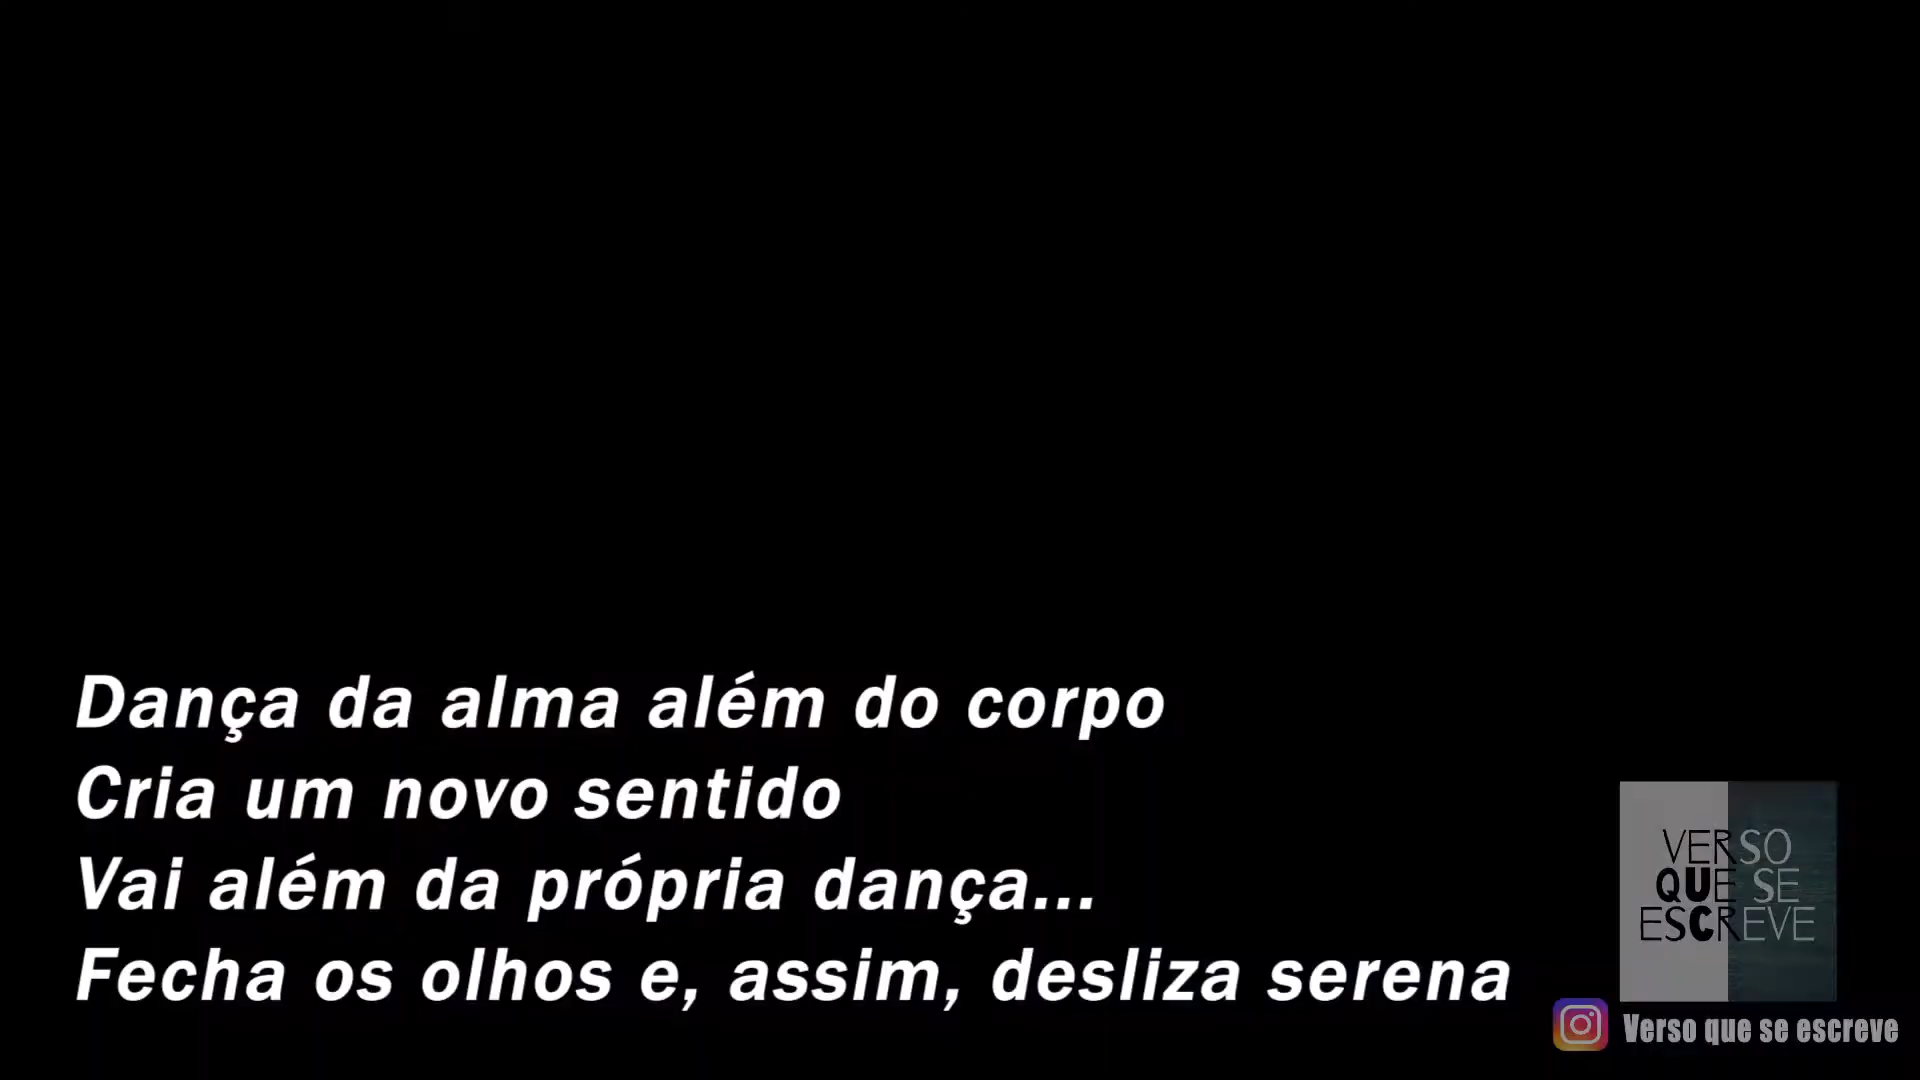 Dança da alma além do corpo
Cria um novo sentido
Vai além da própria dança...
Fecha os olhos e, assim, desliza serena
VERSO
QUE SE
ESCREVE
Verso que se escreve